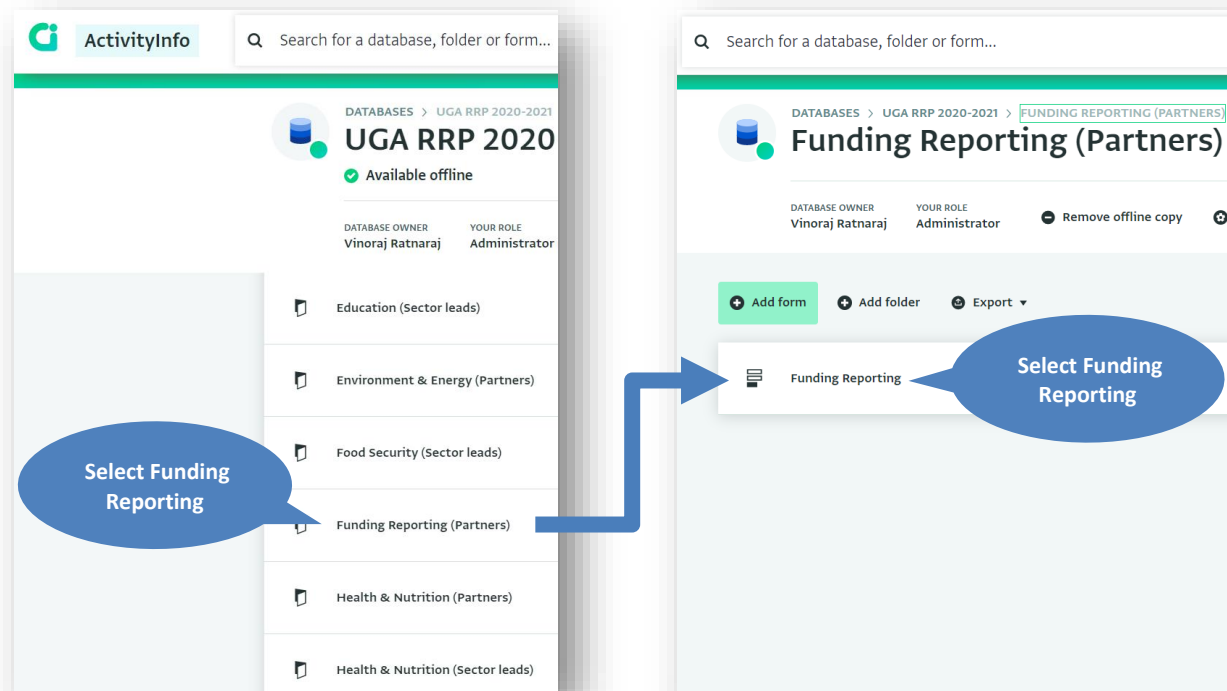 ActivityInfo
Search for a database, folder or form...
DATABASES > UGA RRP 2020-2021
UGA RRP 2020
Available offline
DATABASE OWNER YOUR ROLE
Vinoraj Ratnaraj Administrator
Education (Sector leads)
Environment & Energy (Partners)
Food Security (Sector leads)
Select Funding
Reporting
Funding Reporting (Partners)
Health & Nutrition (Partners)
Health & Nutrition (Sector leads)
Search for a database, folder or form...
DATABASES > UGA RRP 2020-2021 > FUNDING REPORTING (PARTNERS)
Funding Reporting (Partners)
DATABASE OWNER YOUR ROLE
Vinoraj Ratnaraj Administrator Remove offline copy
Add form Add folder Export
Funding Reporting
Select Funding
Reporting